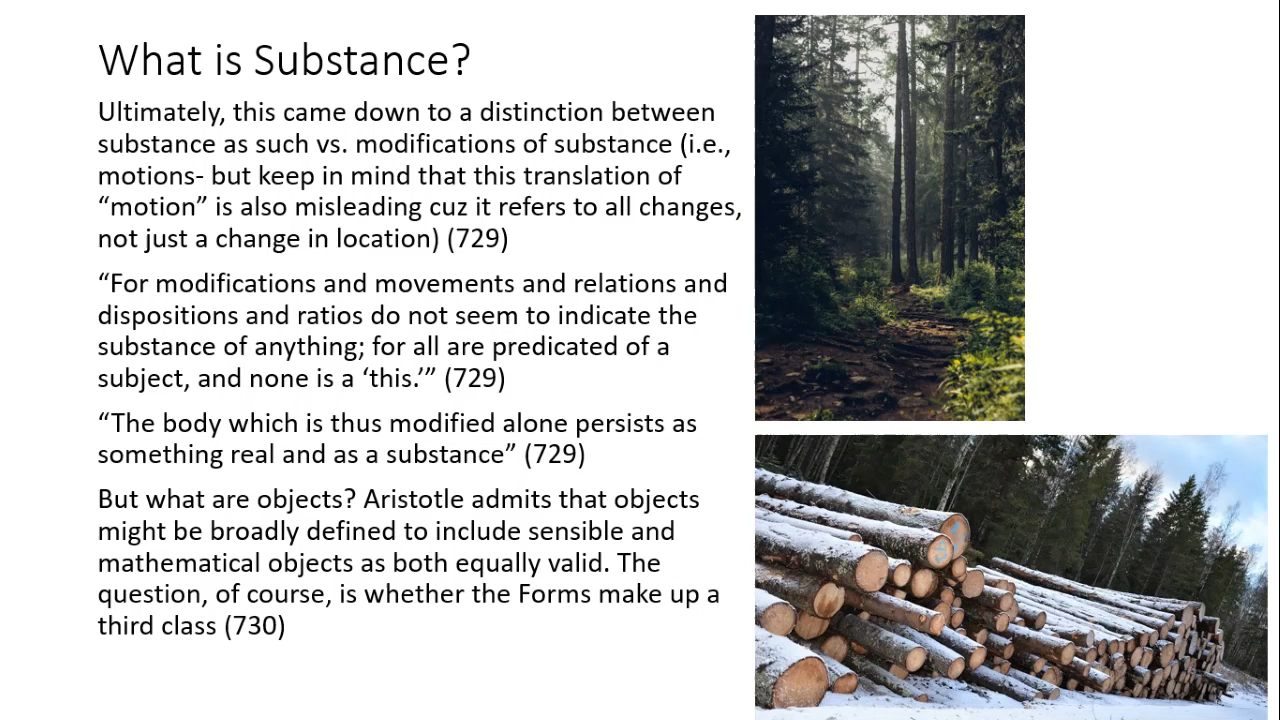 What is Substance?
Ultimately, this came down to a distinction between
substance as such vs. modifications of substance (i.e.,
motions- but keep in mind that this translation of
“motion” is also misleading cuz it refers to all changes,
not just a change in location) (729)
“For modifications and movements and relations and
dispositions and ratios do not seem to indicate the
substance of anything; for all are predicated of a
subject, and none is a ‘this.’” (729)
“The body which is thus modified alone persists as
something real and as a substance” (729)
But what are objects? Aristotle admits that objects
might be broadly defined to include sensible and
mathematical objects as both equally valid. The
question, of course, is whether the Forms make up a
third class (730)